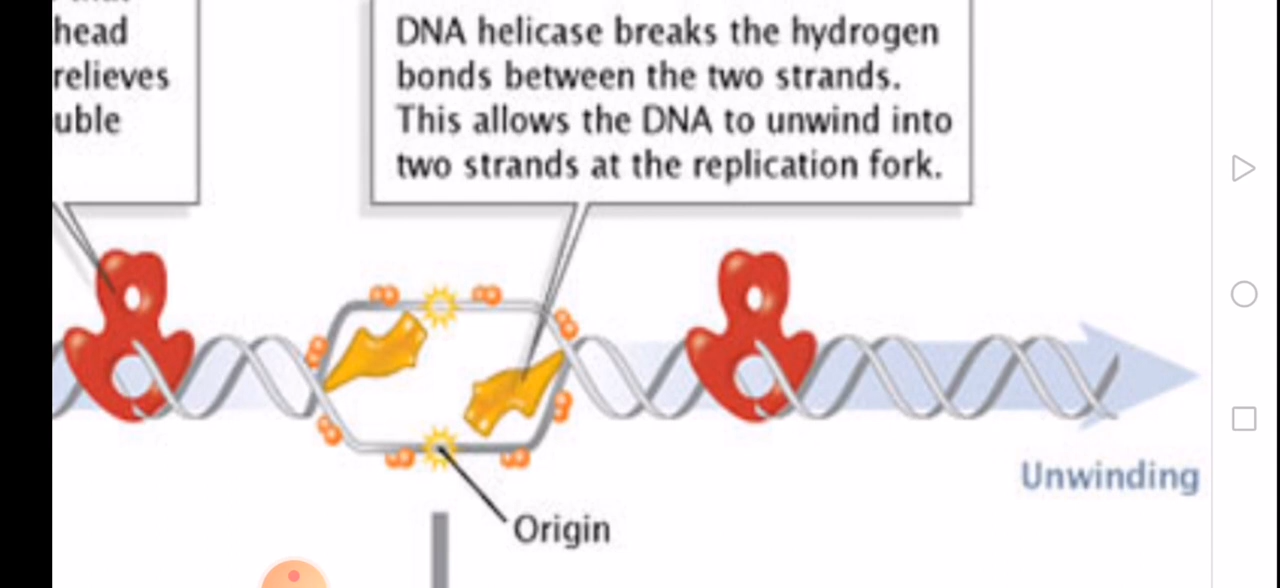 head
relieves
uble
DNA helicase breaks the hydrogen
bonds between the two strands.
This allows the DNA to unwind into
two strands at the replication fork.
Unwinding
Origin